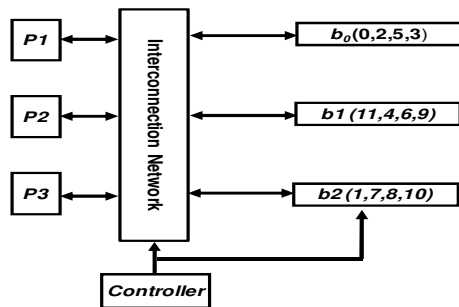 P1
P2
P3
Interconnection Network
b₀(0,2,5,3)
b1(11,4,6,9)
b2(1,7,8,10)
Controller